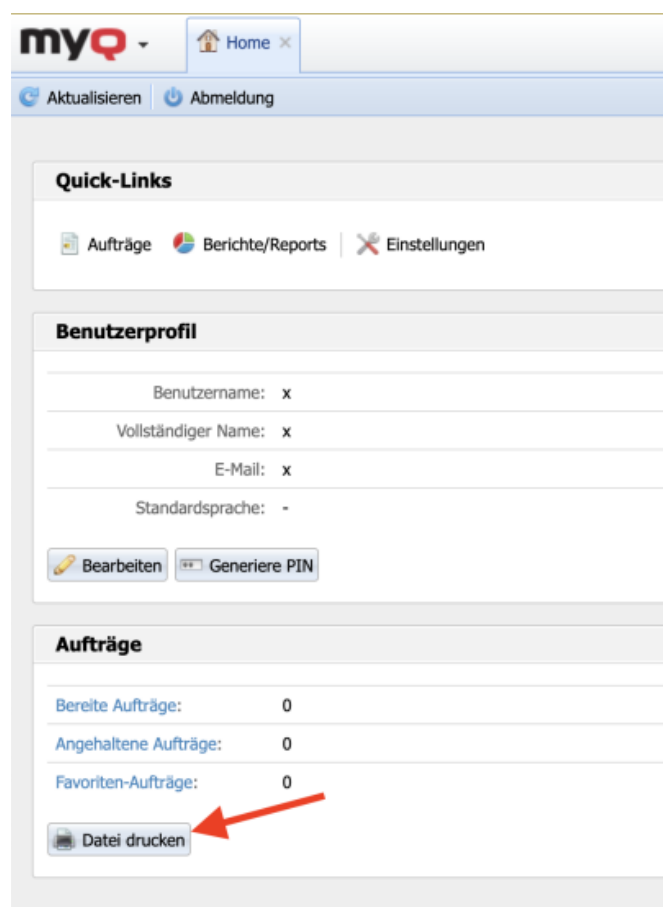 myQ
Home
Aktualisieren Abmeldung
Quick-Links
Aufträge Berichte/Reports Einstellungen
Benutzerprofil
Benutzername: x
Vollständiger Name: x
E-Mail: x
Standardsprache: -
Bearbeiten Generiere PIN
Aufträge
Bereite Aufträge: 0
Angehaltene Aufträge: 0
Favoriten-Aufträge: 0
Datei drucken